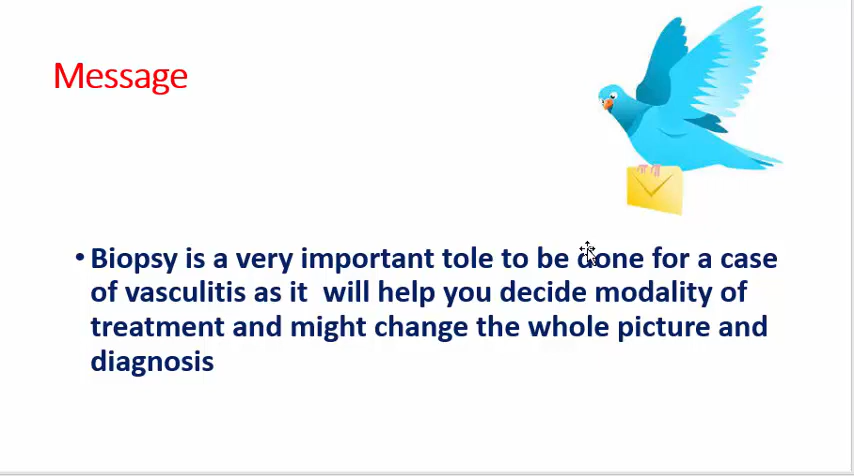 Message
• Biopsy is a very important tole to be done for a case
of vasculitis as it  will help you decide modality of
treatment and might change the whole picture and
diagnosis